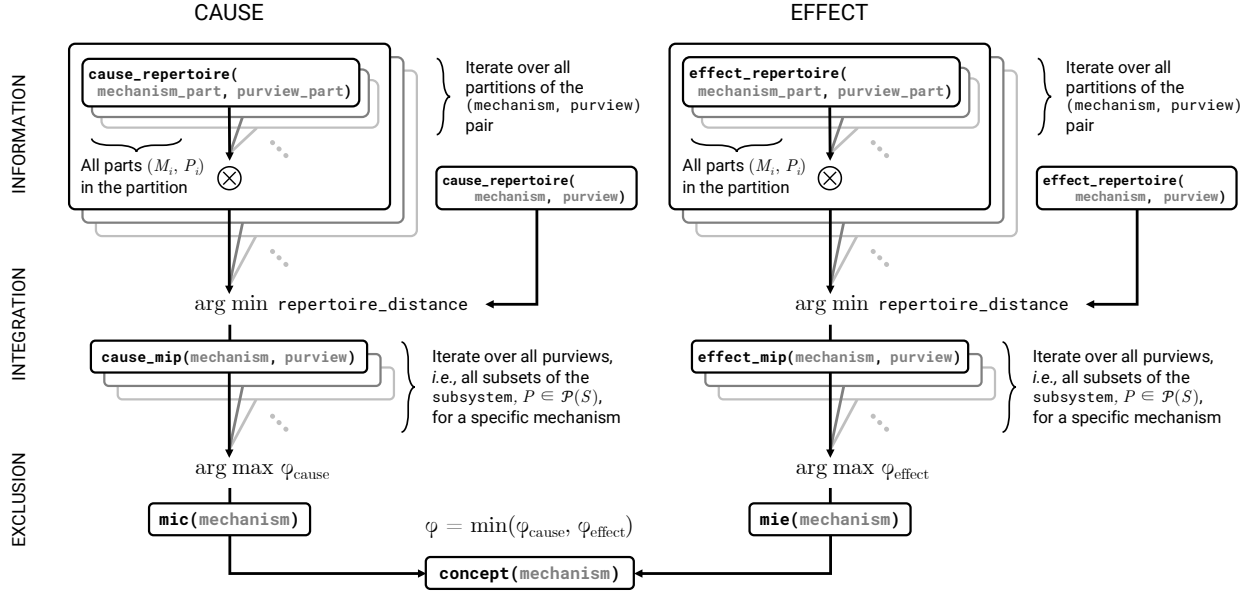 CAUSE
EFFECT
INFORMATION
cause_repertoire(
mechanism_part, purview_part)
Iterate over all
partitions of the
(mechanism, purview)
pair
All parts (M_i, P_i)
in the partition
⊗
cause_repertoire(
mechanism, purview)
effect_repertoire(
mechanism_part, purview_part)
Iterate over all
partitions of the
(mechanism, purview)
pair
All parts (M_i, P_i)
in the partition
⊗
effect_repertoire(
mechanism, purview)
INTEGRATION
arg min repertoire_distance
cause_mip(mechanism, purview)
Iterate over all purviews,
i.e., all subsets of the
subsystem, P ∈ 𝒫(S),
for a specific mechanism
arg min repertoire_distance
effect_mip(mechanism, purview)
Iterate over all purviews,
i.e., all subsets of the
subsystem, P ∈ 𝒫(S),
for a specific mechanism
EXCLUSION
arg max φ_cause
mic(mechanism)
arg max φ_effect
mie(mechanism)
φ = min(φ_cause, φ_effect)
concept(mechanism)